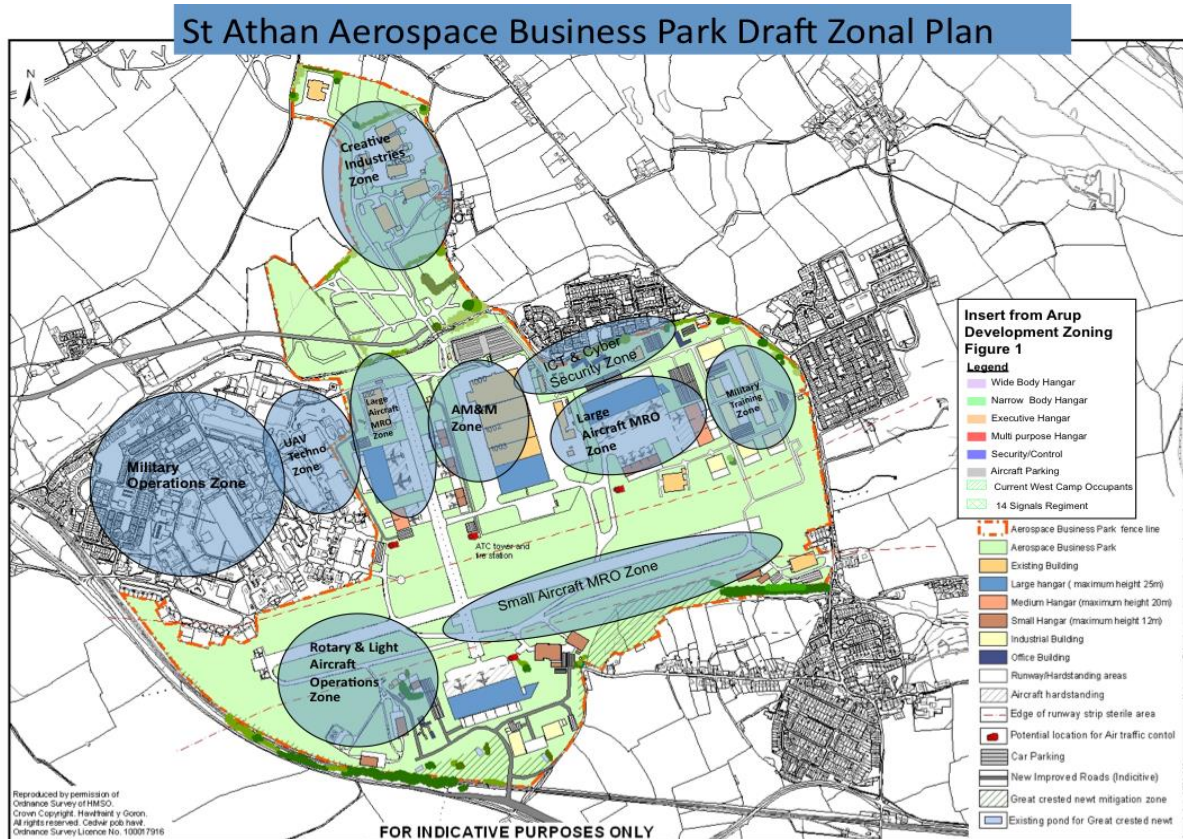 St Athan Aerospace Business Park Draft Zonal Plan
N
Creative
Industries
Zone
ICT & Cyber
Security Zone
Large
Aircraft
MRO
Zone
AM&M
Zone
Large
Aircraft MRO
Zone
Military
Training
Zone
UAV
Techno
Zone
Military
Operations Zone
ATC tower and
fire station
Small Aircraft MRO Zone
Rotary & Light
Aircraft
Operations
Zone
Insert from Arup
Development Zoning
Figure 1
Legend
Wide Body Hangar
Narrow Body Hangar
Executive Hangar
Multi purpose Hangar
Security/Control
Aircraft Parking
Current West Camp Occupants
14 Signals Regiment
Aerospace Business Park fence line
Aerospace Business Park
Existing Building
Large hangar ( maximum height 25m)
Medium Hangar (maximum height 20m)
Small Hangar (maximum height 12m)
Industrial Building
Office Building
Runway/Hardstanding areas
Aircraft hardstanding
Edge of runway strip sterile area
Potential location for Air traffic contol
Car Parking
New Improved Roads (Indicitive)
Great crested newt mitigation zone
Existing pond for Great crested newt
Reproduced by permission of
Ordnance Survey of HMSO.
Crown Copyright. Hawlfraint y Goron.
All rights reserved. Cedwir pob hawl.
Ordnance Survey Licence No. 100017916
FOR INDICATIVE PURPOSES ONLY